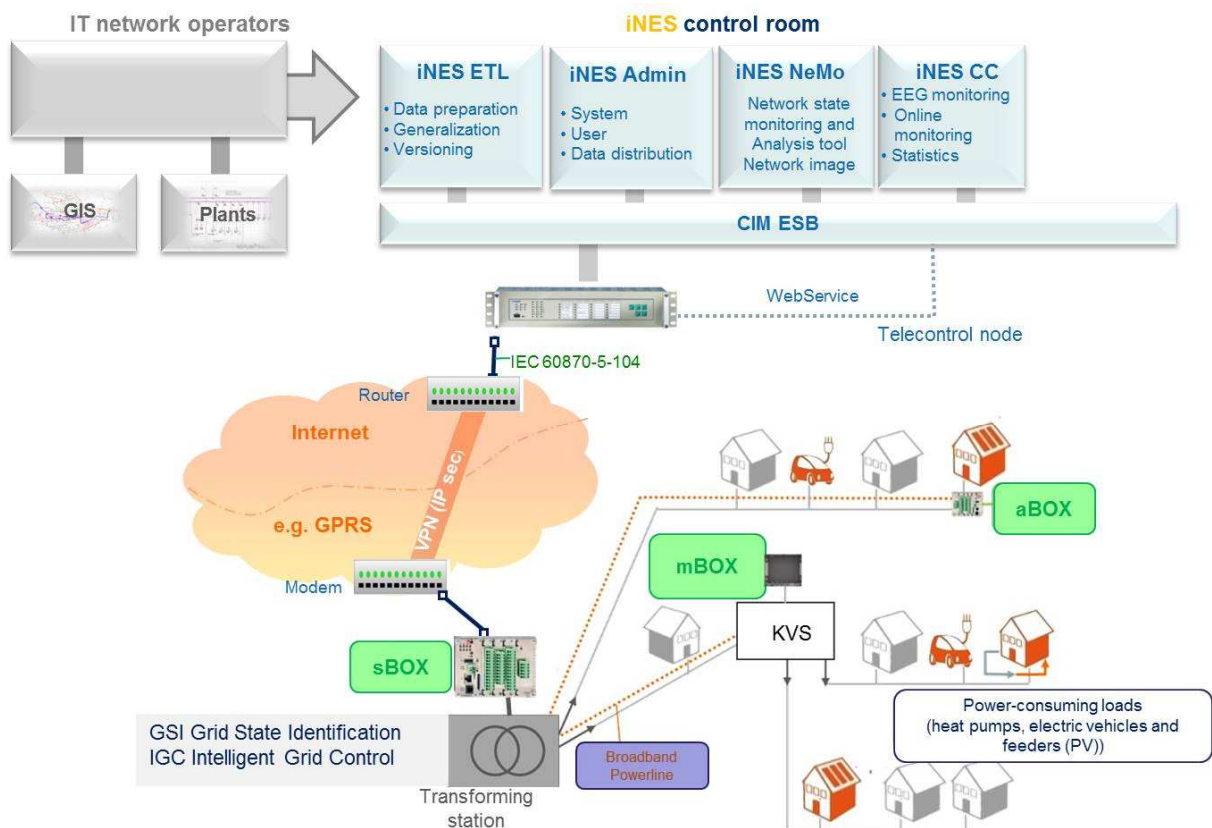 IT network operators
iNES control room
GIS
Plants
iNES ETL
• Data preparation
• Generalization
• Versioning
iNES Admin
• System
• User
• Data distribution
iNES NeMo
Network state
monitoring and
Analysis tool
Network image
iNES CC
• EEG monitoring
• Online
monitoring
• Statistics
CIM ESB
WebService
Telecontrol node
IEC 60870-5-104
Router
Internet
VPN (IP sec)
e.g. GPRS
Modem
aBOX
mBOX
KVS
sBOX
GSI Grid State Identification
IGC Intelligent Grid Control
Transforming
station
Broadband
Powerline
Power-consuming loads
(heat pumps, electric vehicles and
feeders (PV))